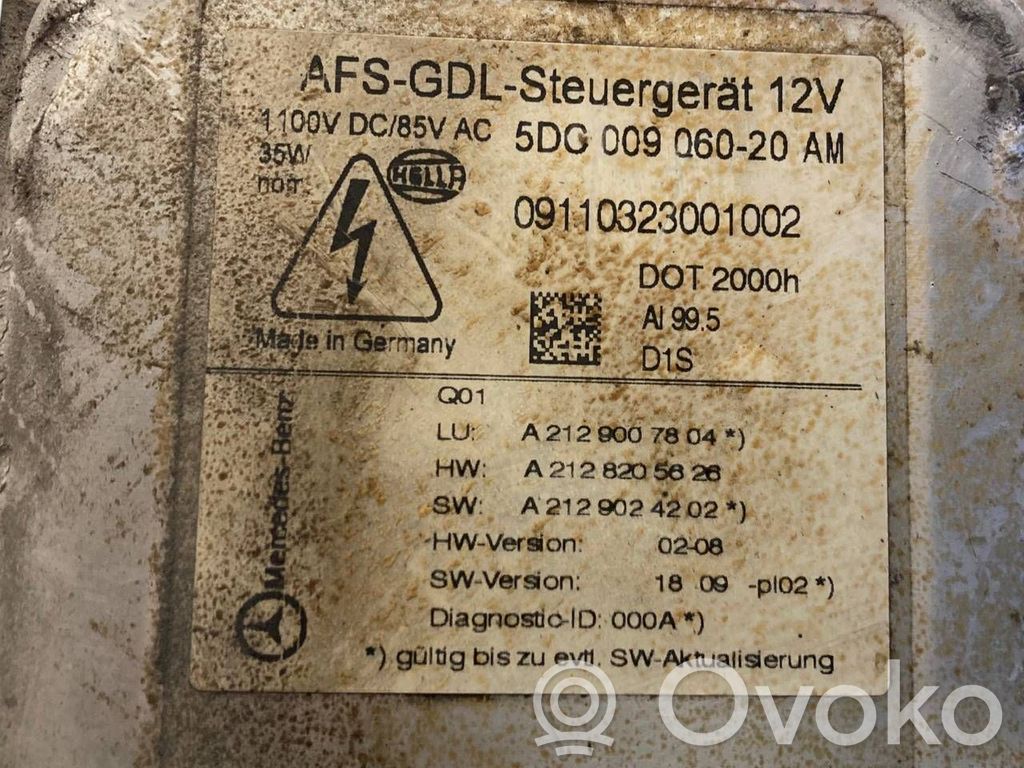 AFS-GDL-Steuergerät 12V
1100V DC/85V AC
5DG 009 060-20 AM
35W
norr
HELLA
09110323001002
DOT 2000h
AI 99.5
D1S
Made in Germany
Q01
LU: A 212 900 78 04 *)
HW: A 212 820 56 26
SW: A 212 902 42 02 *)
HW-Version: 02-08
SW-Version: 18 09 -pl02 *)
Diagnostic-ID: 000A *)
*) gültig bis zu evtl. SW-Aktualisierung
Mercedes-Benz
Ovoko